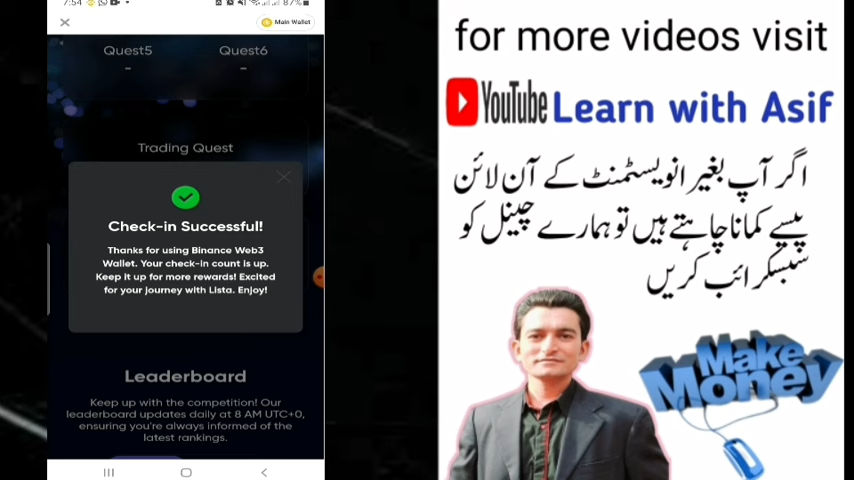 7:54
87%
Main Wallet
Quest5 Quest6
- -
Trading Quest
Check-in Successful!
Thanks for using Binance Web3
Wallet. Your check-in count is up.
Keep it up for more rewards! Excited
for your journey with Lista. Enjoy!
Leaderboard
Keep up with the competition! Our
leaderboard updates daily at 8 AM UTC+0,
ensuring you're always informed of the
latest rankings.
for more videos visit
YouTube Learn with Asif
اگر آپ بغیر انویسٹمنٹ کے آن لائن
پیسے کمانا چاہتے ہیں تو ہمارے چینل کو
سبسکرائب کریں
Make
Money